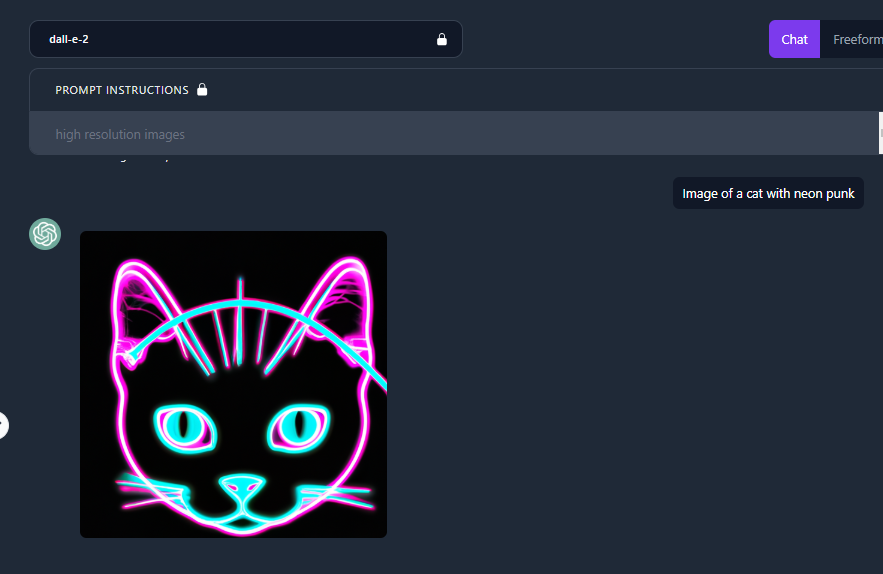 dall-e-2
Chat
Freeform
PROMPT INSTRUCTIONS
high resolution images
Image of a cat with neon punk